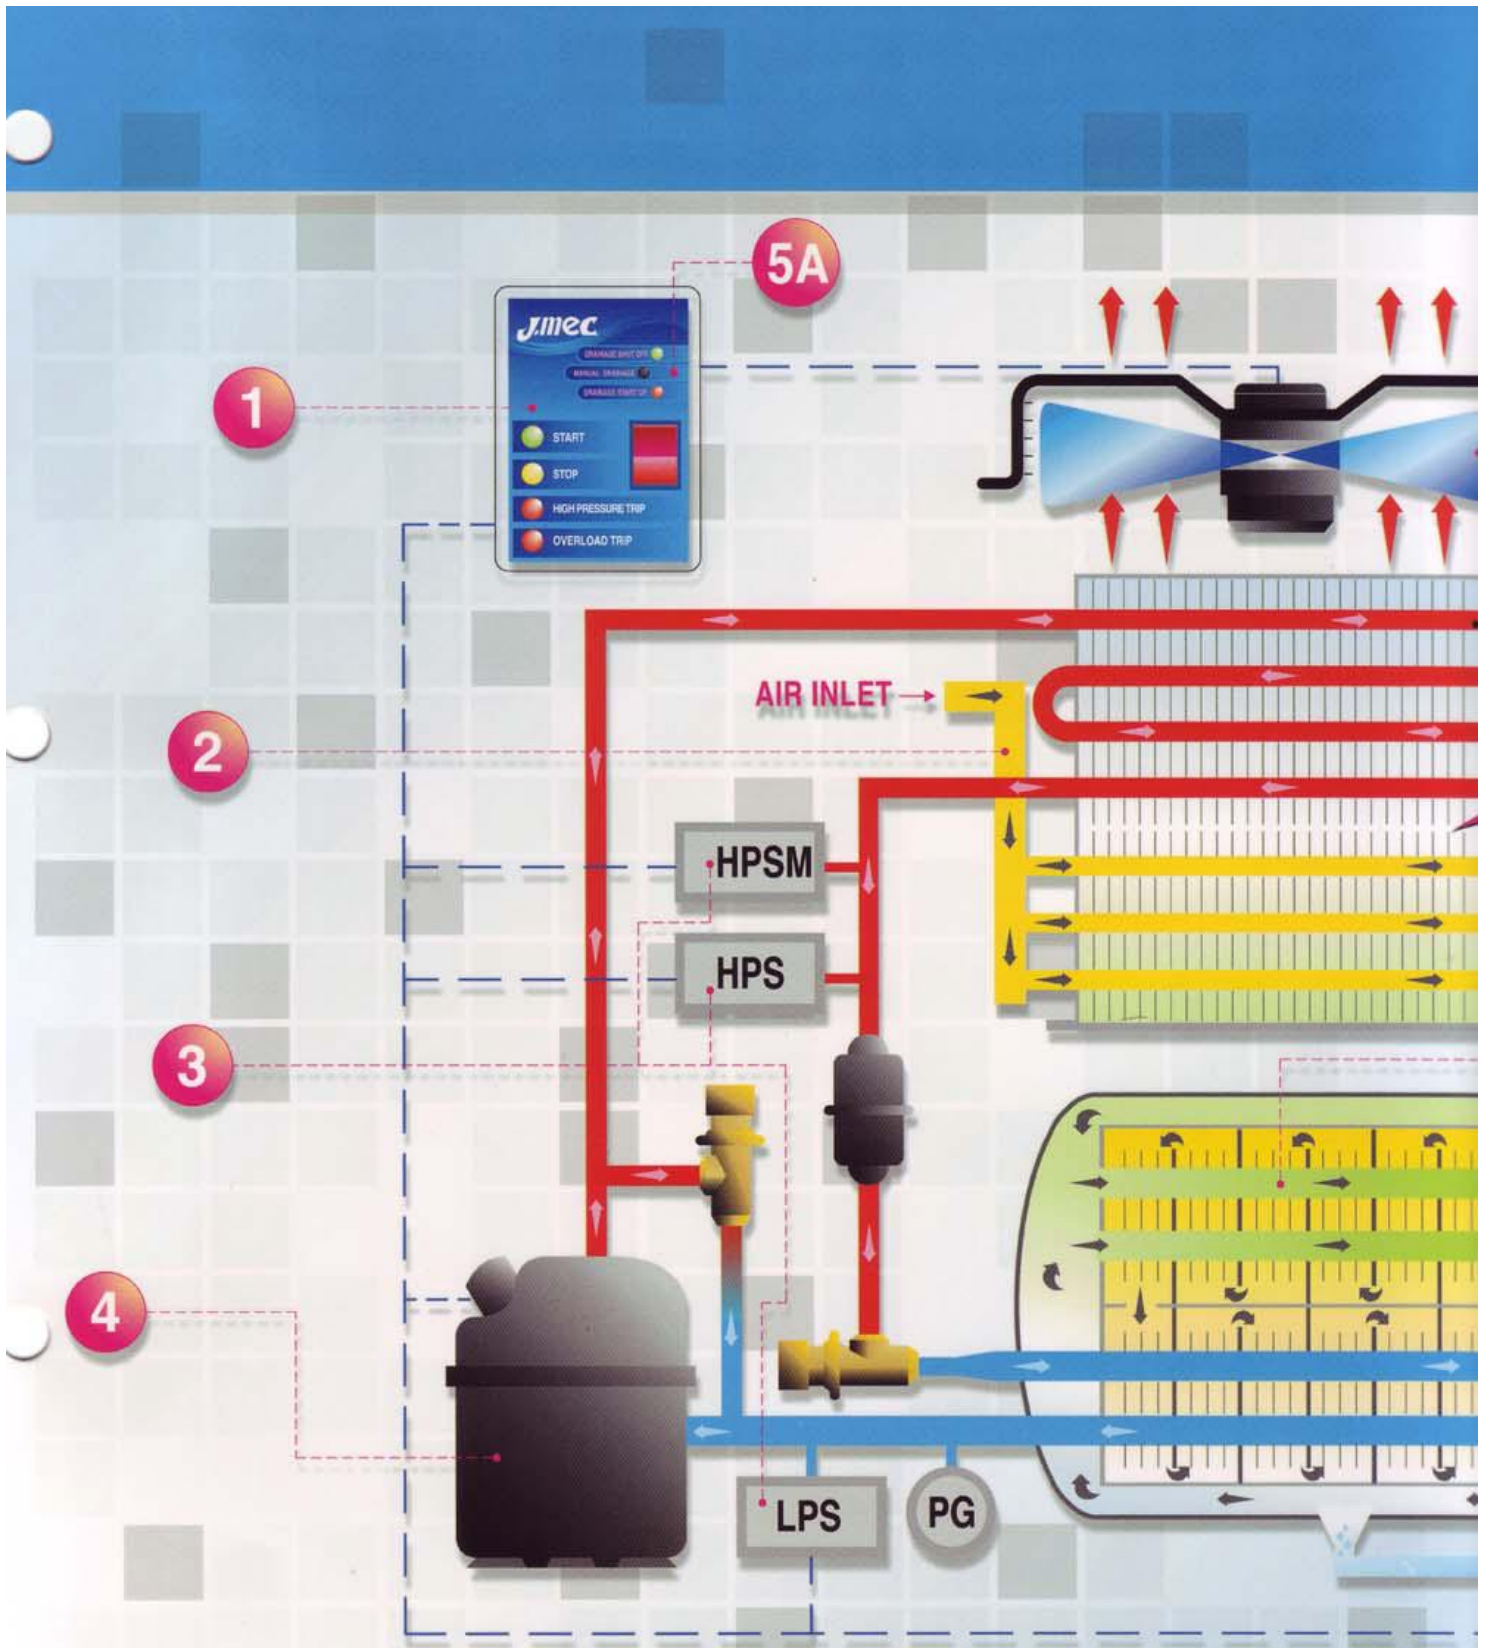 5A
J.mec
DRAINAGE SHUT OFF
MANUAL DRAINAGE
DRAINAGE START UP
1
START
STOP
HIGH PRESSURE TRIP
OVERLOAD TRIP
AIR INLET
2
HPSM
HPS
3
4
LPS
PG